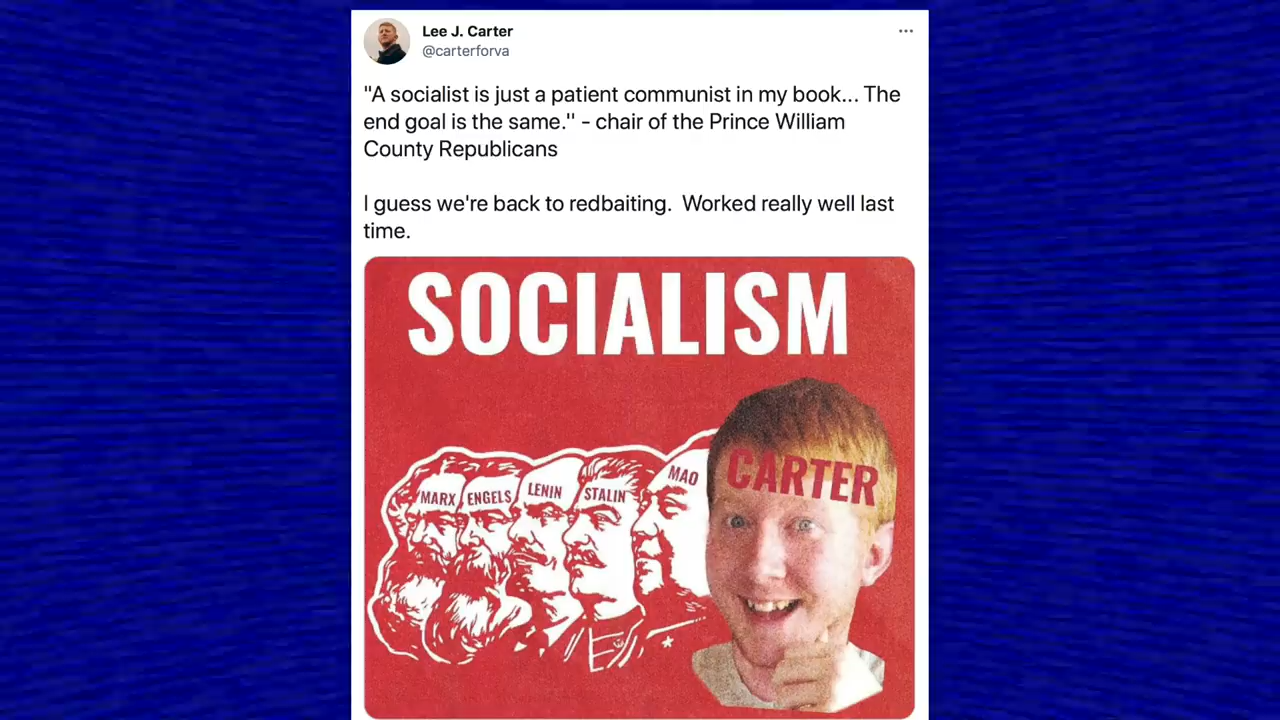 Lee J. Carter
@carterforva
"A socialist is just a patient communist in my book... The
end goal is the same." - chair of the Prince William
County Republicans
I guess we're back to redbaiting.  Worked really well last
time.
SOCIALISM
MARX ENGELS LENIN STALIN MAO CARTER